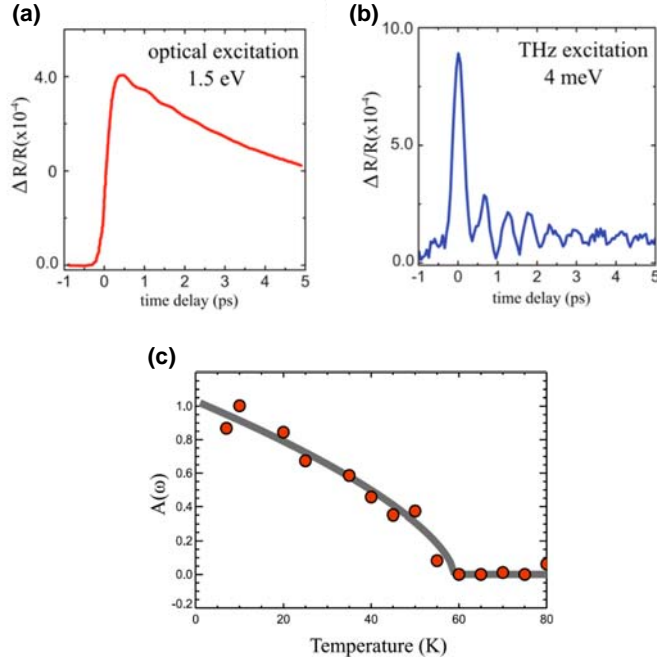 (a)
optical excitation
1.5 eV
ΔR/R(x10⁻⁴)
4.0
0
0.0
-1 0 1 2 3 4 5
time delay (ps)
(b)
THz excitation
4 meV
ΔR/R(x10⁻⁴)
10.0
5.0
0.0
-1 0 1 2 3 4 5
time delay (ps)
(c)
A(ω)
1.0
0.8
0.6
0.4
0.2
0.0
-0.2
0 20 40 60 80
Temperature (K)